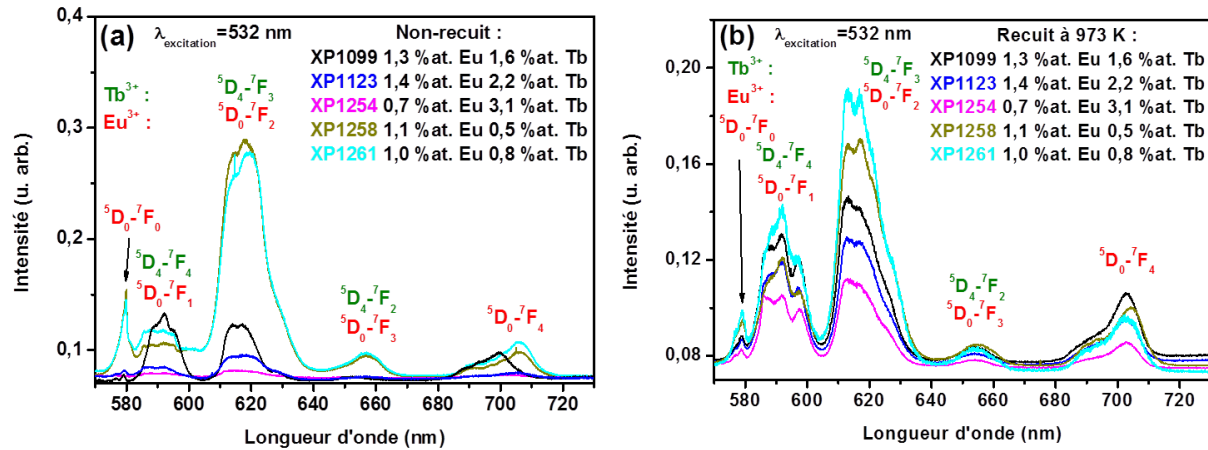 (a) λexcitation=532 nm Non-recuit :
XP1099 1,3 %at. Eu 1,6 %at. Tb
XP1123 1,4 %at. Eu 2,2 %at. Tb
XP1254 0,7 %at. Eu 3,1 %at. Tb
XP1258 1,1 %at. Eu 0,5 %at. Tb
XP1261 1,0 %at. Eu 0,8 %at. Tb
Tb³⁺ :
Eu³⁺ :
⁵D₄-⁷F₃
⁵D₀-⁷F₂
⁵D₀-⁷F₀
⁵D₄-⁷F₄
⁵D₀-⁷F₁
⁵D₄-⁷F₂
⁵D₀-⁷F₃
⁵D₀-⁷F₄
0,4
0,3
0,2
0,1
Intensité (u. arb.)
580 600 620 640 660 680 700 720
Longueur d'onde (nm)
(b) λexcitation=532 nm Recuit à 973 K :
XP1099 1,3 %at. Eu 1,6 %at. Tb
XP1123 1,4 %at. Eu 2,2 %at. Tb
XP1254 0,7 %at. Eu 3,1 %at. Tb
XP1258 1,1 %at. Eu 0,5 %at. Tb
XP1261 1,0 %at. Eu 0,8 %at. Tb
Tb³⁺ :
Eu³⁺ :
⁵D₀-⁷F₀
⁵D₄-⁷F₃
⁵D₀-⁷F₂
⁵D₄-⁷F₄
⁵D₀-⁷F₁
⁵D₄-⁷F₂
⁵D₀-⁷F₃
⁵D₀-⁷F₄
0,20
0,16
0,12
0,08
Intensité (u. arb.)
580 600 620 640 660 680 700 720
Longueur d'onde (nm)